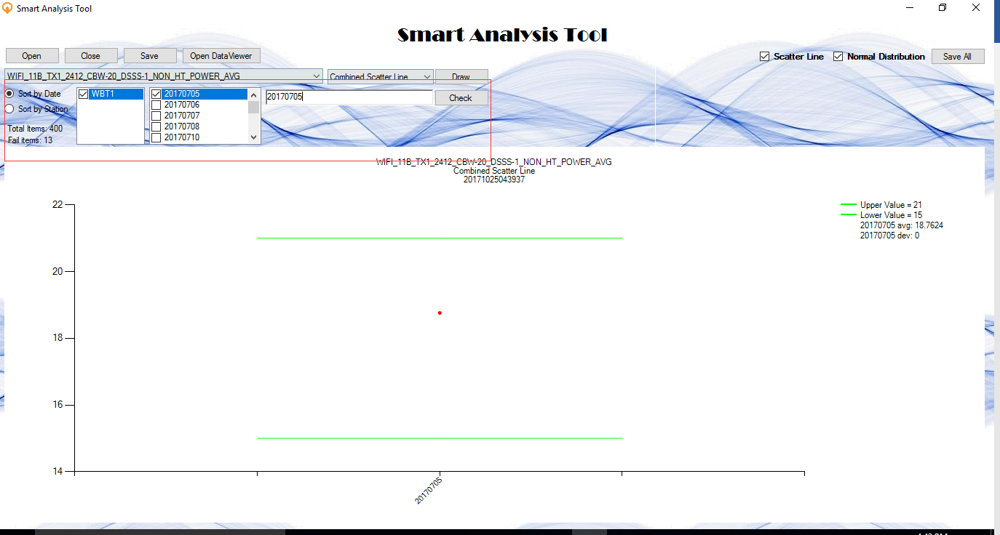 Smart Analysis Tool
Smart Analysis Tool
Open Close Save Open DataViewer
Scatter Line Normal Distribution Save All
WIFI_11B_TX1_2412_CBW-20_DSSS-1_NON_HT_POWER_AVG Combined Scatter Line Draw
Sort by Date WBT1 20170705 20170705 Check
20170706
Sort by Station 20170707
Total Items: 400 20170708
Fail items: 13 20170710
WIFI_11B_TX1_2412_CBW-20_DSSS-1_NON_HT_POWER_AVG
Combined Scatter Line
20171025043937
22
Upper Value = 21
Lower Value = 15
20170705 avg: 18.7624
20170705 dev: 0
20
18
16
14
20170705